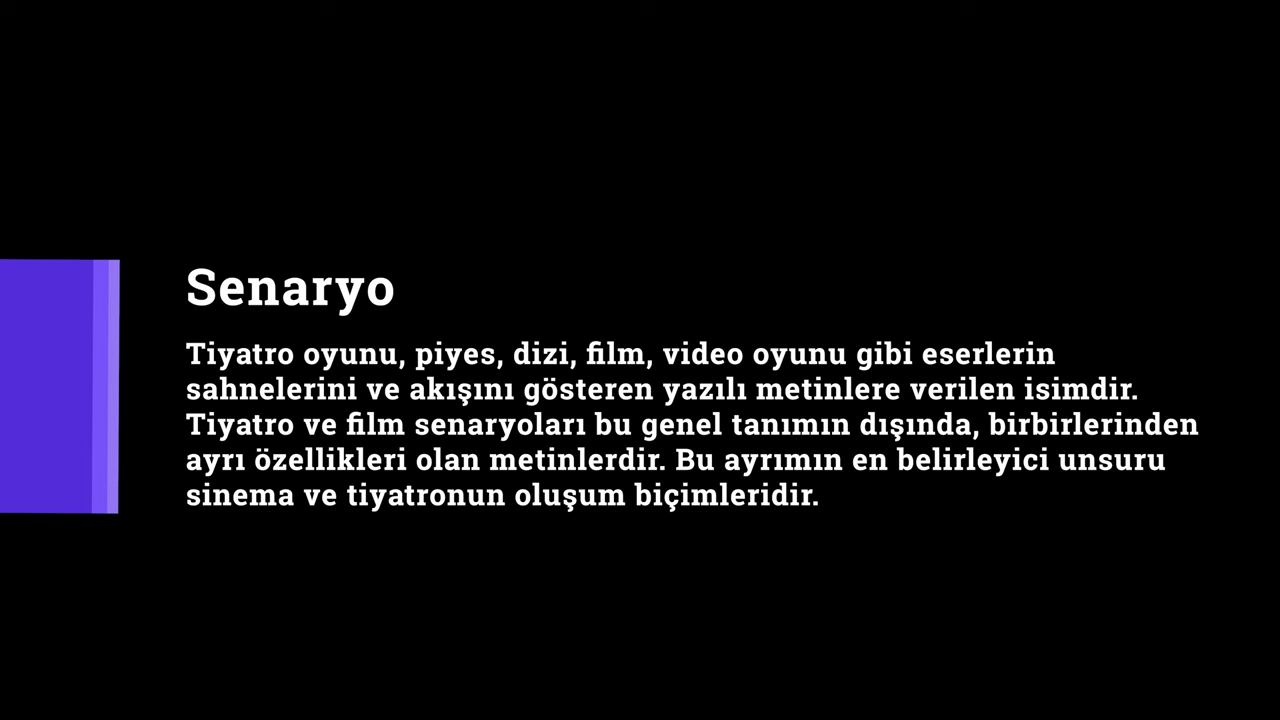 Senaryo
Tiyatro oyunu, piyes, dizi, film, video oyunu gibi eserlerin
sahnelerini ve akışını gösteren yazılı metinlere verilen isimdir.
Tiyatro ve film senaryoları bu genel tanımın dışında, birbirlerinden
ayrı özellikleri olan metinlerdir. Bu ayrımın en belirleyici unsuru
sinema ve tiyatronun oluşum biçimleridir.